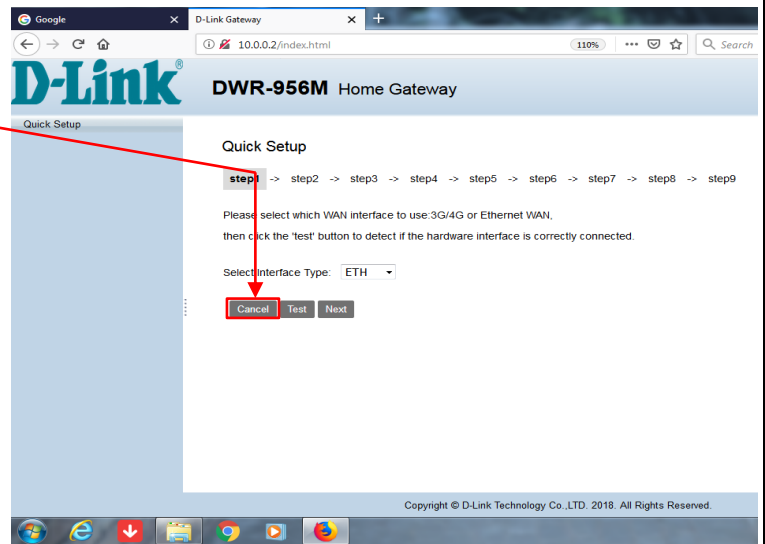 Google
D-Link Gateway
10.0.0.2/index.html 110% Search
D-Link®
DWR-956M Home Gateway
Quick Setup
Quick Setup
step1 -> step2 -> step3 -> step4 -> step5 -> step6 -> step7 -> step8 -> step9
Please select which WAN interface to use:3G/4G or Ethernet WAN,
then click the 'test' button to detect if the hardware interface is correctly connected.
Select Interface Type: ETH
Cancel Test Next
Copyright © D-Link Technology Co.,LTD. 2018. All Rights Reserved.